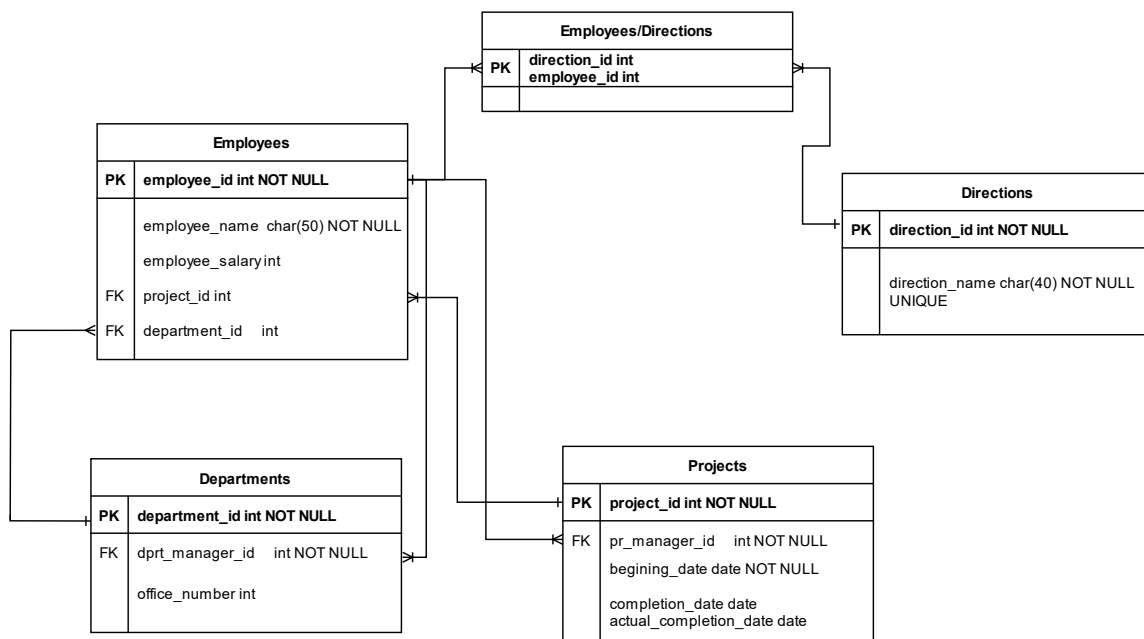 Employees/Directions
PK direction_id int
employee_id int
Employees
PK employee_id int NOT NULL
employee_name char(50) NOT NULL
employee_salary int
FK project_id int
FK department_id int
Directions
PK direction_id int NOT NULL
direction_name char(40) NOT NULL
UNIQUE
Departments
PK department_id int NOT NULL
FK dprt_manager_id int NOT NULL
office_number int
Projects
PK project_id int NOT NULL
FK pr_manager_id int NOT NULL
begining_date date NOT NULL
completion_date date
actual_completion_date date